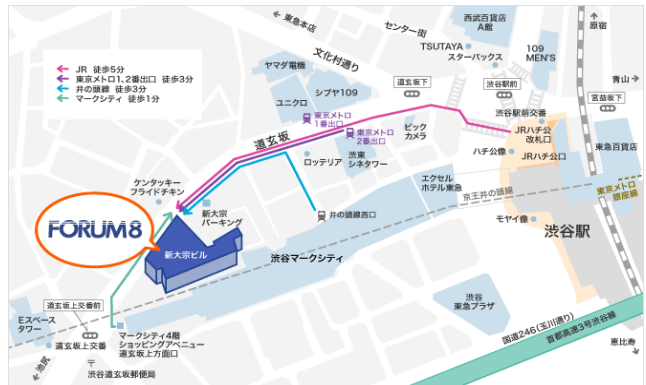 東急本店
センター街
西武百貨店
A館
原宿
TSUTAYA
スターバックス
109
MEN'S
文化村通り
JR 徒歩5分
東京メトロ1,2番出口 徒歩3分
井の頭線 徒歩3分
マークシティ 徒歩1分
ヤマダ電機
シブヤ109
ユニクロ
道玄坂下
渋谷駅前
青山
宮益坂下
東京メトロ
1番出口
東京メトロ
2番出口
ビック
カメラ
渋谷駅前交番
JRハチ公
改札口
道玄坂
ロッテリア
渋東
シネタワー
ハチ公像
JRハチ公口
東急百貨店
ケンタッキー
フライドチキン
エクセル
ホテル東急
京王井の頭線
東京メトロ
銀座線
新大宗
パーキング
井の頭線西口
モヤイ像
渋谷駅
FORUM8
新大宗ビル
渋谷マークシティ
道玄坂上交番前
渋谷
東急プラザ
Eスペース
タワー
道玄坂上交番
マークシティ4階
ショッピングアベニュー
道玄坂上方面口
国道246(玉川通り)
首都高速3号渋谷線
恵比寿
池尻
渋谷道玄坂郵便局